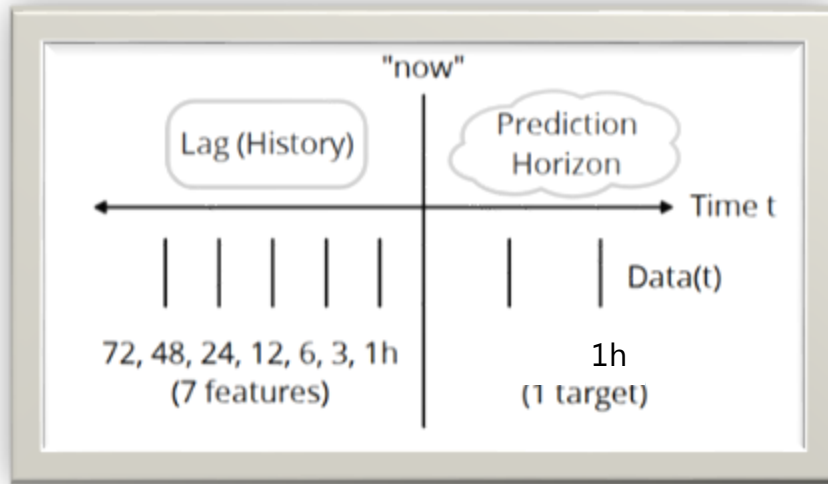 "now"
Lag (History)
Prediction
Horizon
Time t
Data(t)
72, 48, 24, 12, 6, 3, 1h
(7 features)
1h
(1 target)